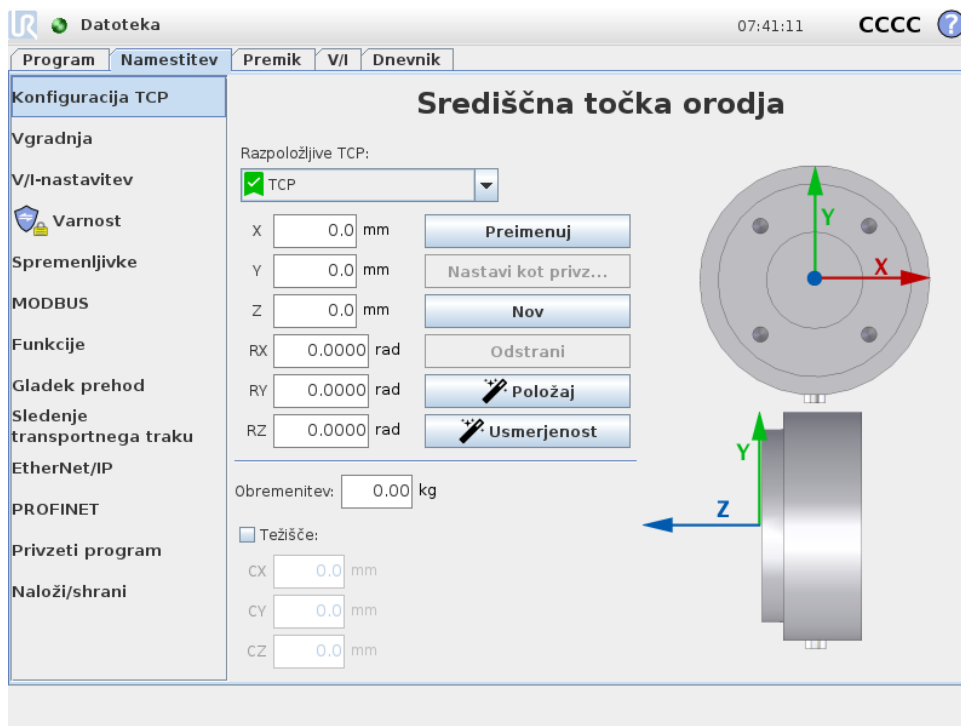 UR Datoteka 07:41:11 CCCC ?
Program Namestitev Premik V/I Dnevnik
Konfiguracija TCP
Vgradnja
V/I-nastavitev
Varnost
Spremenljivke
MODBUS
Funkcije
Gladek prehod
Sledenje
transportnega traku
EtherNet/IP
PROFINET
Privzeti program
Naloži/shrani
Središčna točka orodja
Razpoložljive TCP:
TCP
X 0.0 mm Preimenuj
Y 0.0 mm Nastavi kot privz...
Z 0.0 mm Nov
RX 0.0000 rad Odstrani
RY 0.0000 rad Položaj
RZ 0.0000 rad Usmerjenost
Obremenitev: 0.00 kg
Težišče:
CX 0.0 mm
CY 0.0 mm
CZ 0.0 mm
Y
X
Y
Z